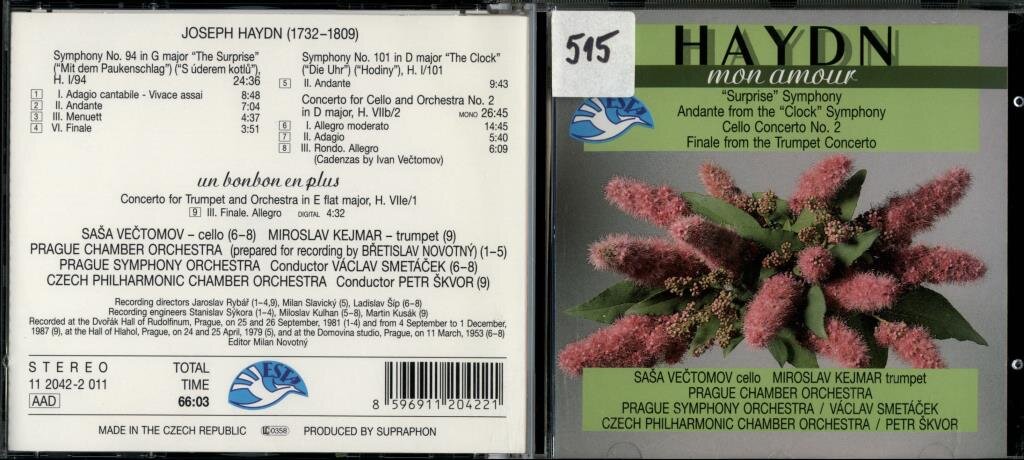 JOSEPH HAYDN (1732–1809)
Symphony No. 94 in G major "The Surprise"
("Mit dem Paukenschlag") ("S úderem kotlů"),
H. I/94 24:36
1 I. Adagio cantabile - Vivace assai 8:48
2 II. Andante 7:04
3 III. Menuett 4:37
4 VI. Finale 3:51
Symphony No. 101 in D major "The Clock"
("Die Uhr") ("Hodiny"), H. I/101
5 II. Andante 9:43
Concerto for Cello and Orchestra No. 2
in D major, H. VIIb/2 MONO 26:45
6 I. Allegro moderato 14:45
7 II. Adagio 5:40
8 III. Rondo. Allegro 6:09
(Cadenzas by Ivan Večtomov)
un bonbon en plus
Concerto for Trumpet and Orchestra in E flat major, H. VIIe/1
9 III. Finale. Allegro DIGITAL 4:32
SAŠA VEČTOMOV – cello (6–8) MIROSLAV KEJMAR – trumpet (9)
PRAGUE CHAMBER ORCHESTRA (prepared for recording by BŘETISLAV NOVOTNÝ) (1–5)
PRAGUE SYMPHONY ORCHESTRA Conductor VÁCLAV SMETÁČEK (6–8)
CZECH PHILHARMONIC CHAMBER ORCHESTRA Conductor PETR ŠKVOR (9)
Recording directors Jaroslav Rybář (1–4,9), Milan Slavický (5), Ladislav Šíp (6–8)
Recording engineers Stanislav Sýkora (1–4), Miloslav Kulhan (5–8), Martin Kusák (9)
Recorded at the Dvořák Hall of Rudolfinum, Prague, on 25 and 26 September, 1981 (1–4) and from 4 September to 1 December,
1987 (9), at the Hall of Hlahol, Prague, on 24 and 25 April, 1979 (5), and at the Domovina studio, Prague, on 11 March, 1953 (6–8)
Editor Milan Novotný
STEREO
11 2042-2 011
AAD
TOTAL
TIME
66:03
ESTA
8 596911 204221
MADE IN THE CZECH REPUBLIC LC 0358 PRODUCED BY SUPRAPHON
515
HAYDN
mon amour
ESTA
"Surprise" Symphony
Andante from the "Clock" Symphony
Cello Concerto No. 2
Finale from the Trumpet Concerto
SAŠA VEČTOMOV cello MIROSLAV KEJMAR trumpet
PRAGUE CHAMBER ORCHESTRA
PRAGUE SYMPHONY ORCHESTRA / VÁCLAV SMETÁČEK
CZECH PHILHARMONIC CHAMBER ORCHESTRA / PETR ŠKVOR